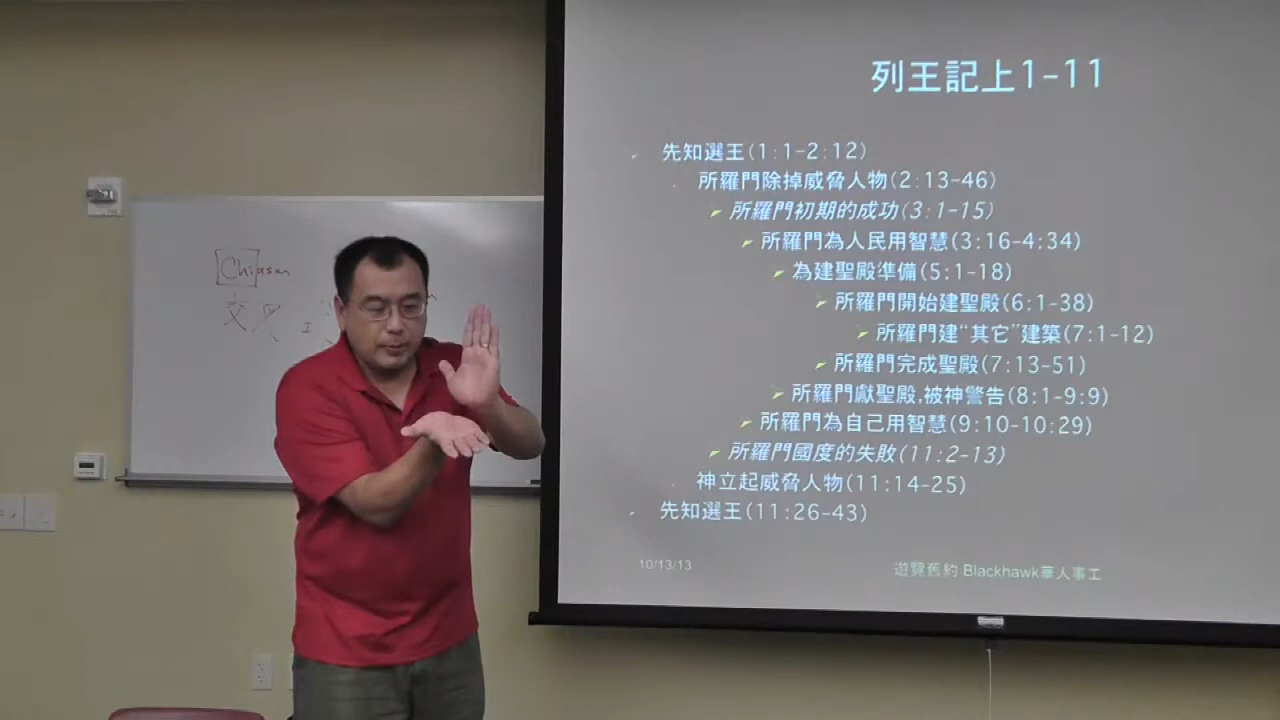 列王記上1-11
先知選王(1:1-2:12)
所羅門除掉威脅人物(2:13-46)
所羅門初期的成功(3:1-15)
所羅門為人民用智慧(3:16-4:34)
為建聖殿準備(5:1-18)
所羅門開始建聖殿(6:1-38)
所羅門建“其它”建築(7:1-12)
所羅門完成聖殿(7:13-51)
所羅門獻聖殿,被神警告(8:1-9:9)
所羅門為自己用智慧(9:10-10:29)
所羅門國度的失敗(11:2-13)
神立起威脅人物(11:14-25)
先知選王(11:26-43)
10/13/13
遊覽舊約 Blackhawk華人事工
Chiasm
交叉